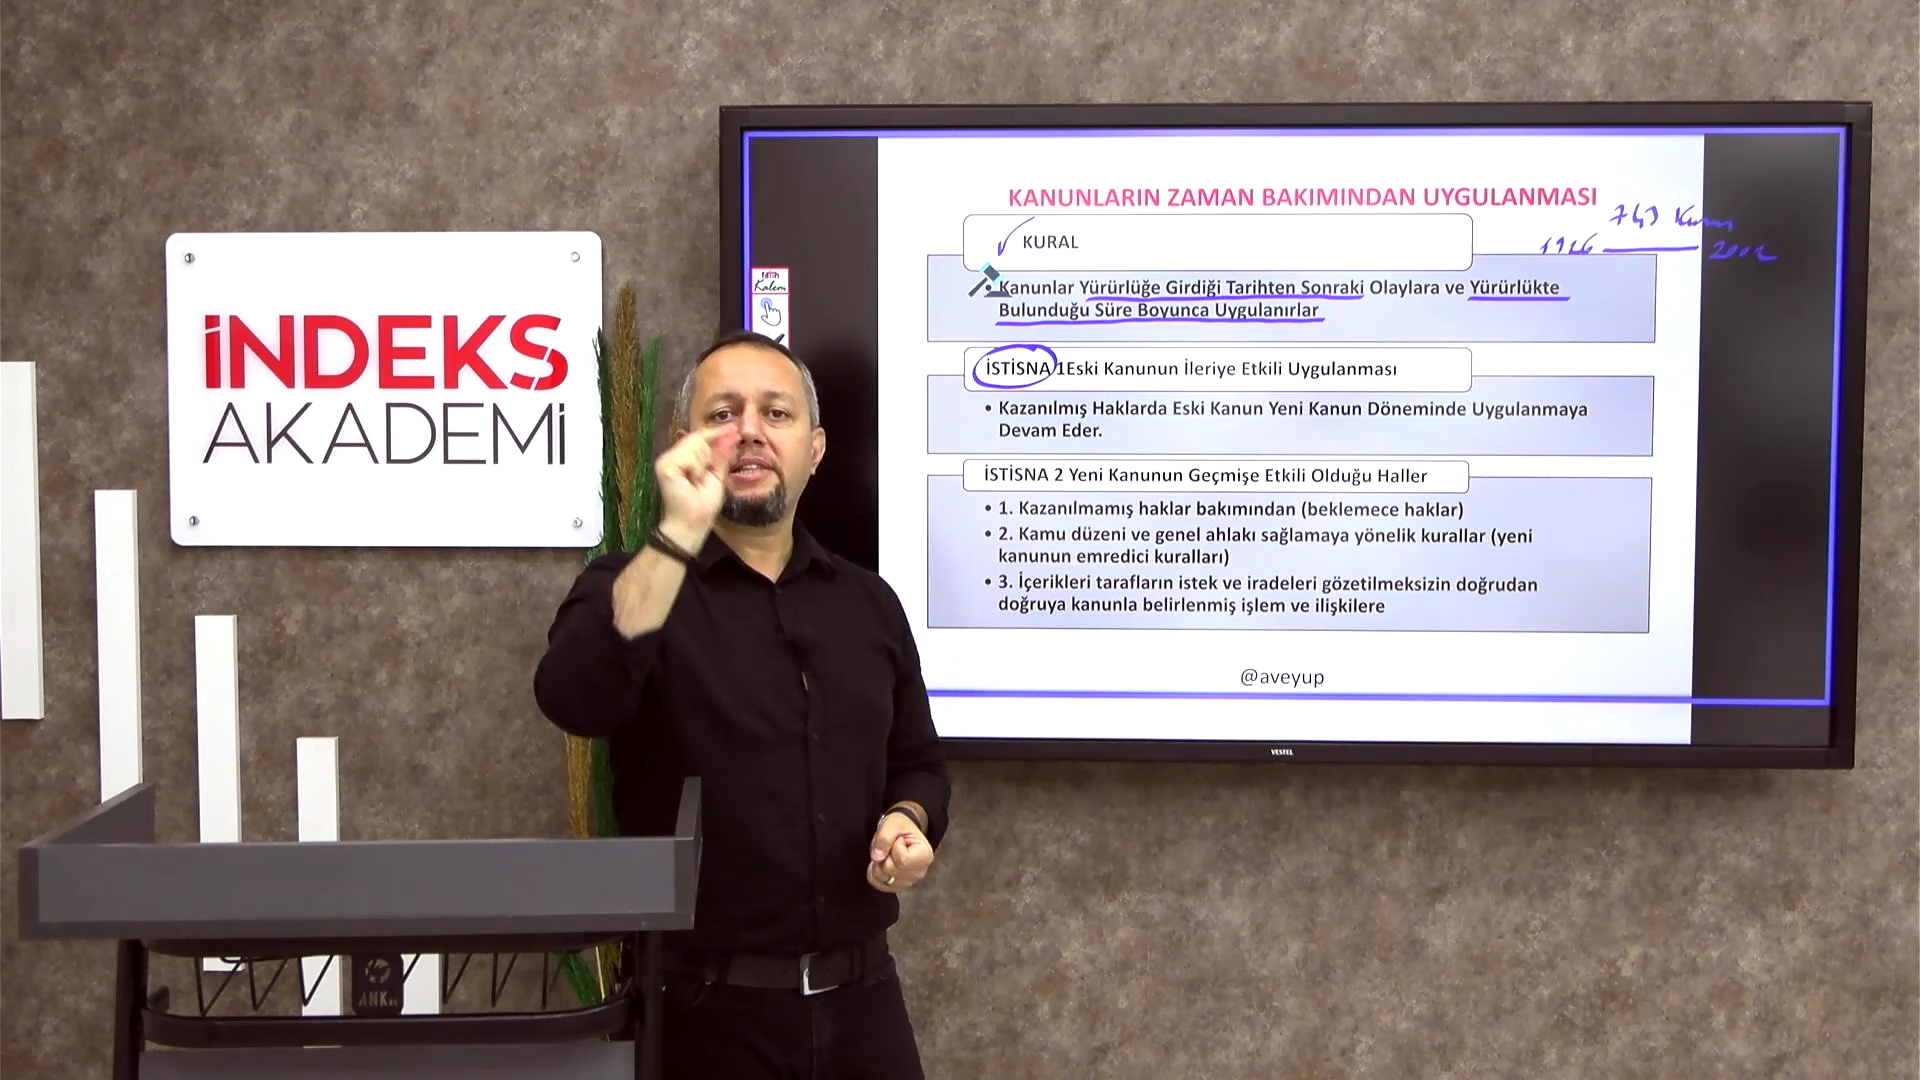 İNDEKS
AKADEMİ
KANUNLARIN ZAMAN BAKIMINDAN UYGULANMASI
743 Kanun
1926 2002
KURAL
Kalem
• Kanunlar Yürürlüğe Girdiği Tarihten Sonraki Olaylara ve Yürürlükte
Bulunduğu Süre Boyunca Uygulanırlar
İSTİSNA 1Eski Kanunun İleriye Etkili Uygulanması
• Kazanılmış Haklarda Eski Kanun Yeni Kanun Döneminde Uygulanmaya
Devam Eder.
İSTİSNA 2 Yeni Kanunun Geçmişe Etkili Olduğu Haller
• 1. Kazanılmamış haklar bakımından (beklemece haklar)
• 2. Kamu düzeni ve genel ahlakı sağlamaya yönelik kurallar (yeni
kanunun emredici kuralları)
• 3. İçerikleri tarafların istek ve iradeleri gözetilmeksizin doğrudan
doğruya kanunla belirlenmiş işlem ve ilişkilere
@aveyup
VESTEL